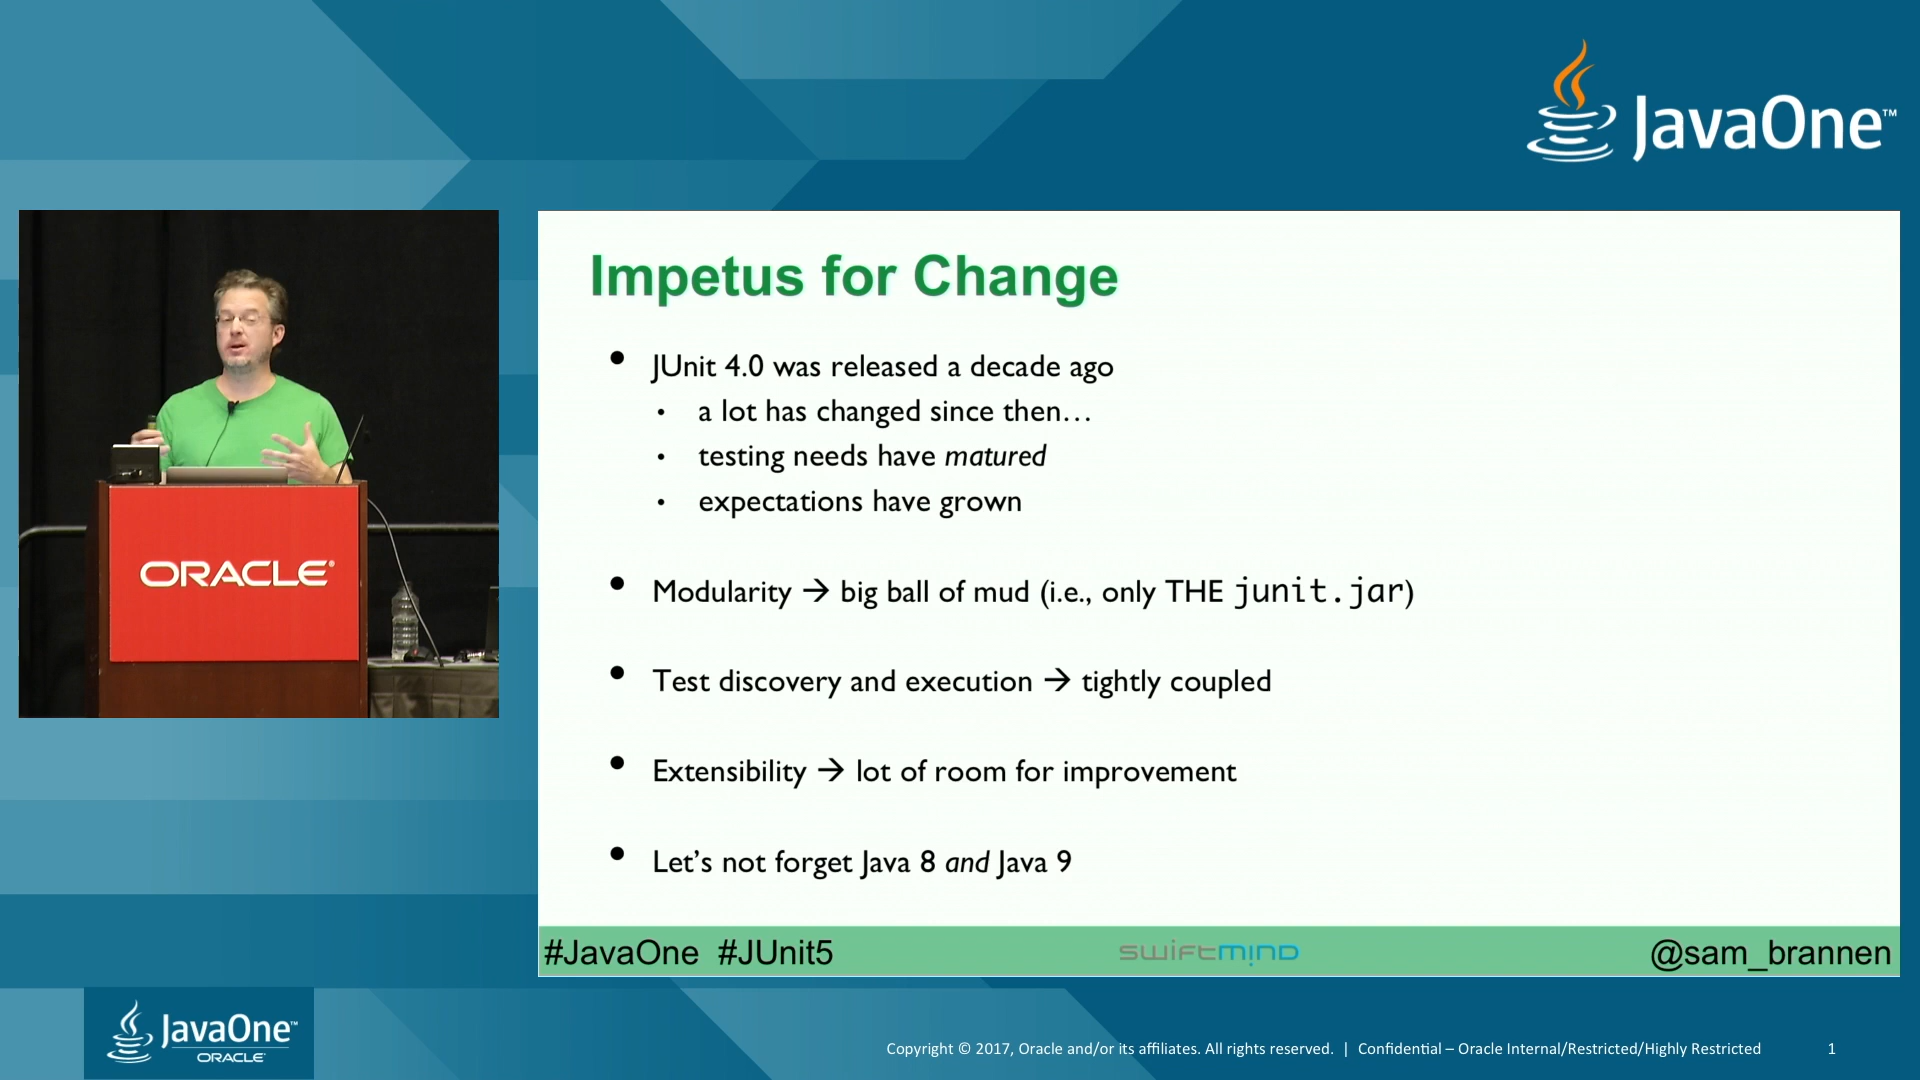 JavaOne™
ORACLE®
Impetus for Change
• JUnit 4.0 was released a decade ago
• a lot has changed since then…
• testing needs have matured
• expectations have grown
• Modularity → big ball of mud (i.e., only THE junit.jar)
• Test discovery and execution → tightly coupled
• Extensibility → lot of room for improvement
• Let’s not forget Java 8 and Java 9
#JavaOne #JUnit5
swiftmind
@sam_brannen
JavaOne™
ORACLE®
Copyright © 2017, Oracle and/or its affiliates. All rights reserved. | Confidential – Oracle Internal/Restricted/Highly Restricted 1